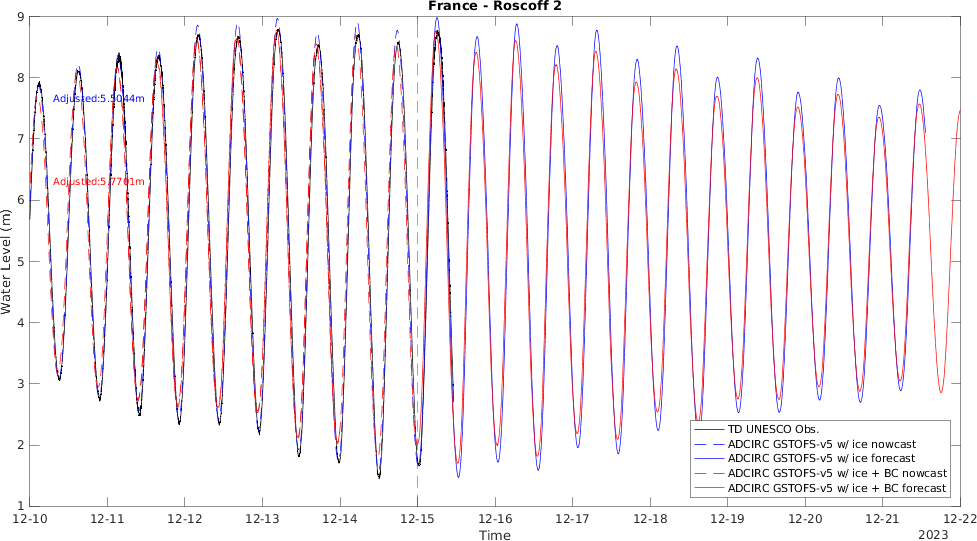 France - Roscoff 2
Water Level (m)
9
8
7
6
5
4
3
2
1
Adjusted:5.5044m
Adjusted:5.7701m
TD UNESCO Obs.
ADCIRC GSTOFS-v5 w/ ice nowcast
ADCIRC GSTOFS-v5 w/ ice forecast
ADCIRC GSTOFS-v5 w/ ice + BC nowcast
ADCIRC GSTOFS-v5 w/ ice + BC forecast
12-10 12-11 12-12 12-13 12-14 12-15 12-16 12-17 12-18 12-19 12-20 12-21 12-22
Time
2023